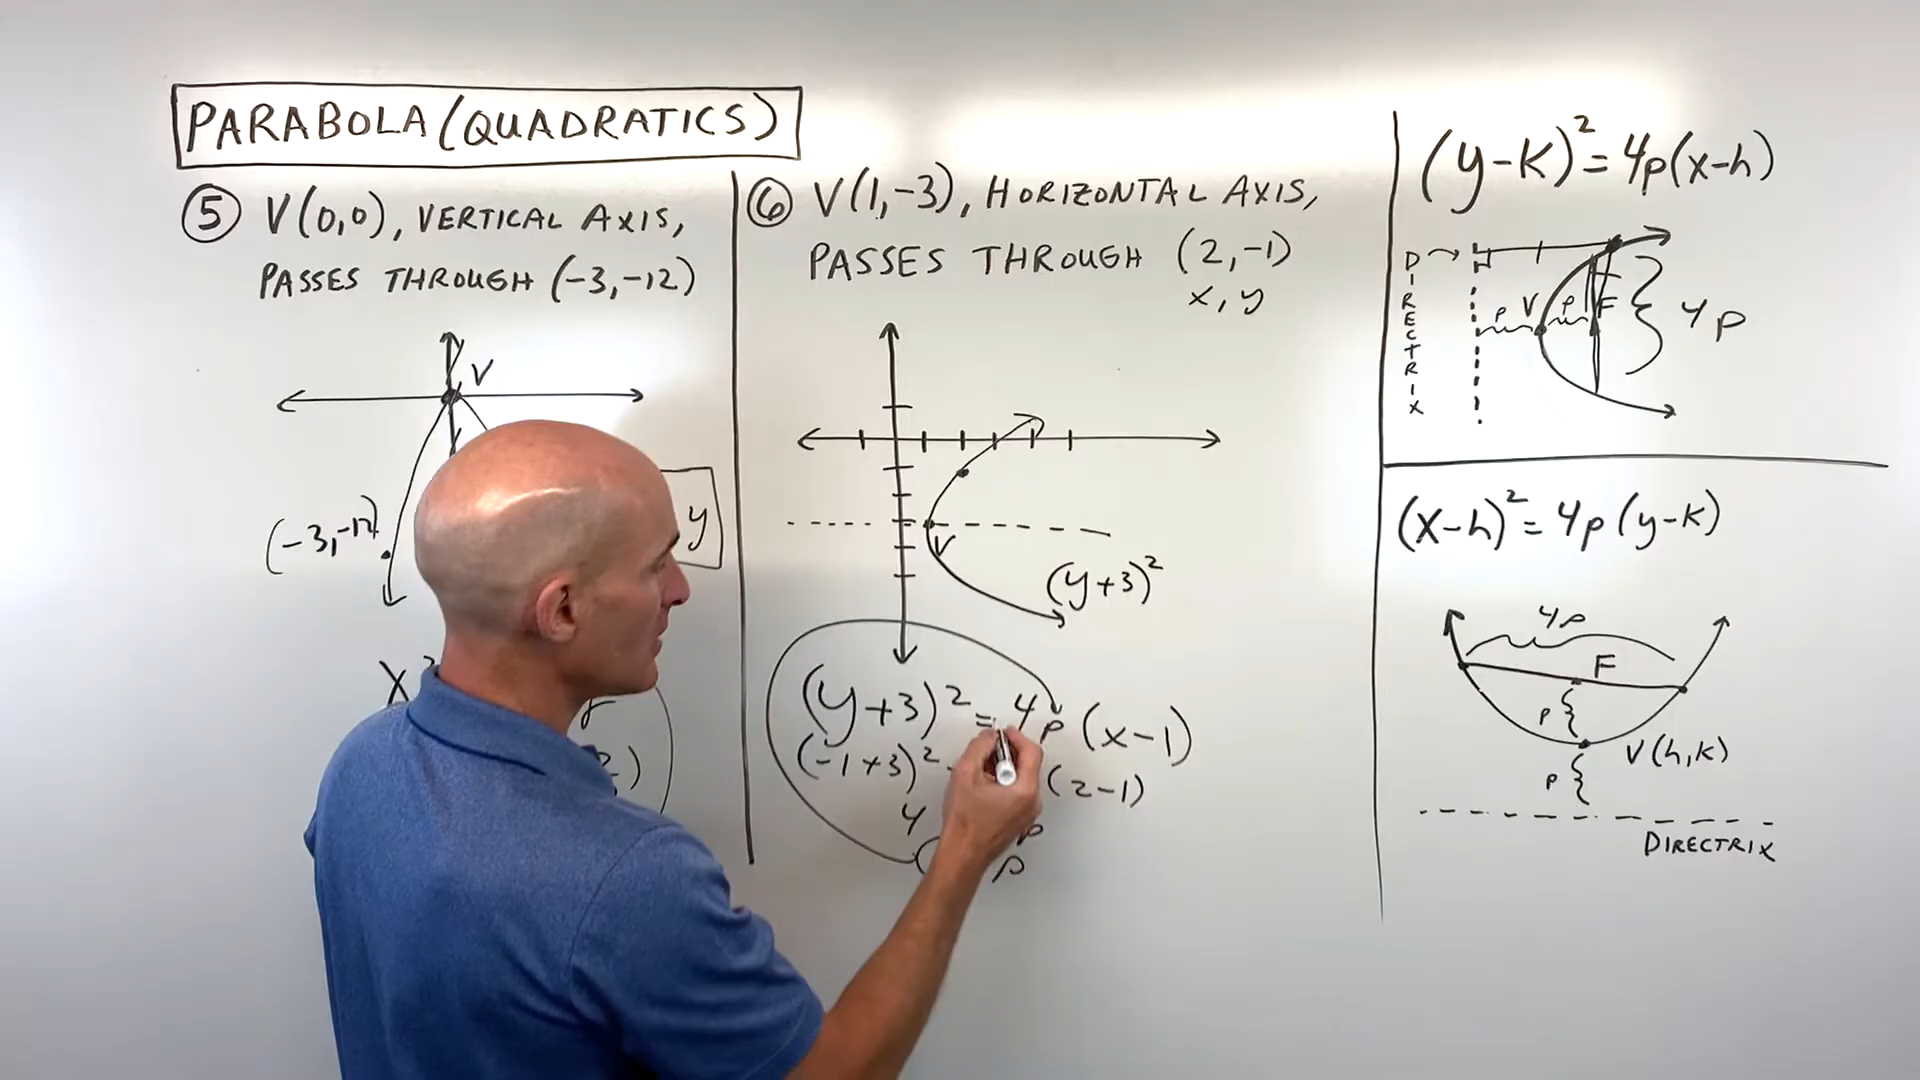 PARABOLA (QUADRATICS)
⑤ V(0,0), VERTICAL AXIS,
PASSES THROUGH (-3,-12)
V
(-3,-12)
y
x²
⑥ V(1,-3), HORIZONTAL AXIS,
PASSES THROUGH (2,-1)
x, y
V
(y+3)²
(y+3)² = 4p (x-1)
(-1+3)² (2-1)
4 p
p
(y-k)² = 4p(x-h)
DIRECTRIX
P V P F
4p
(x-h)² = 4p (y-k)
4p
F
P
V(h,k)
P
DIRECTRIX